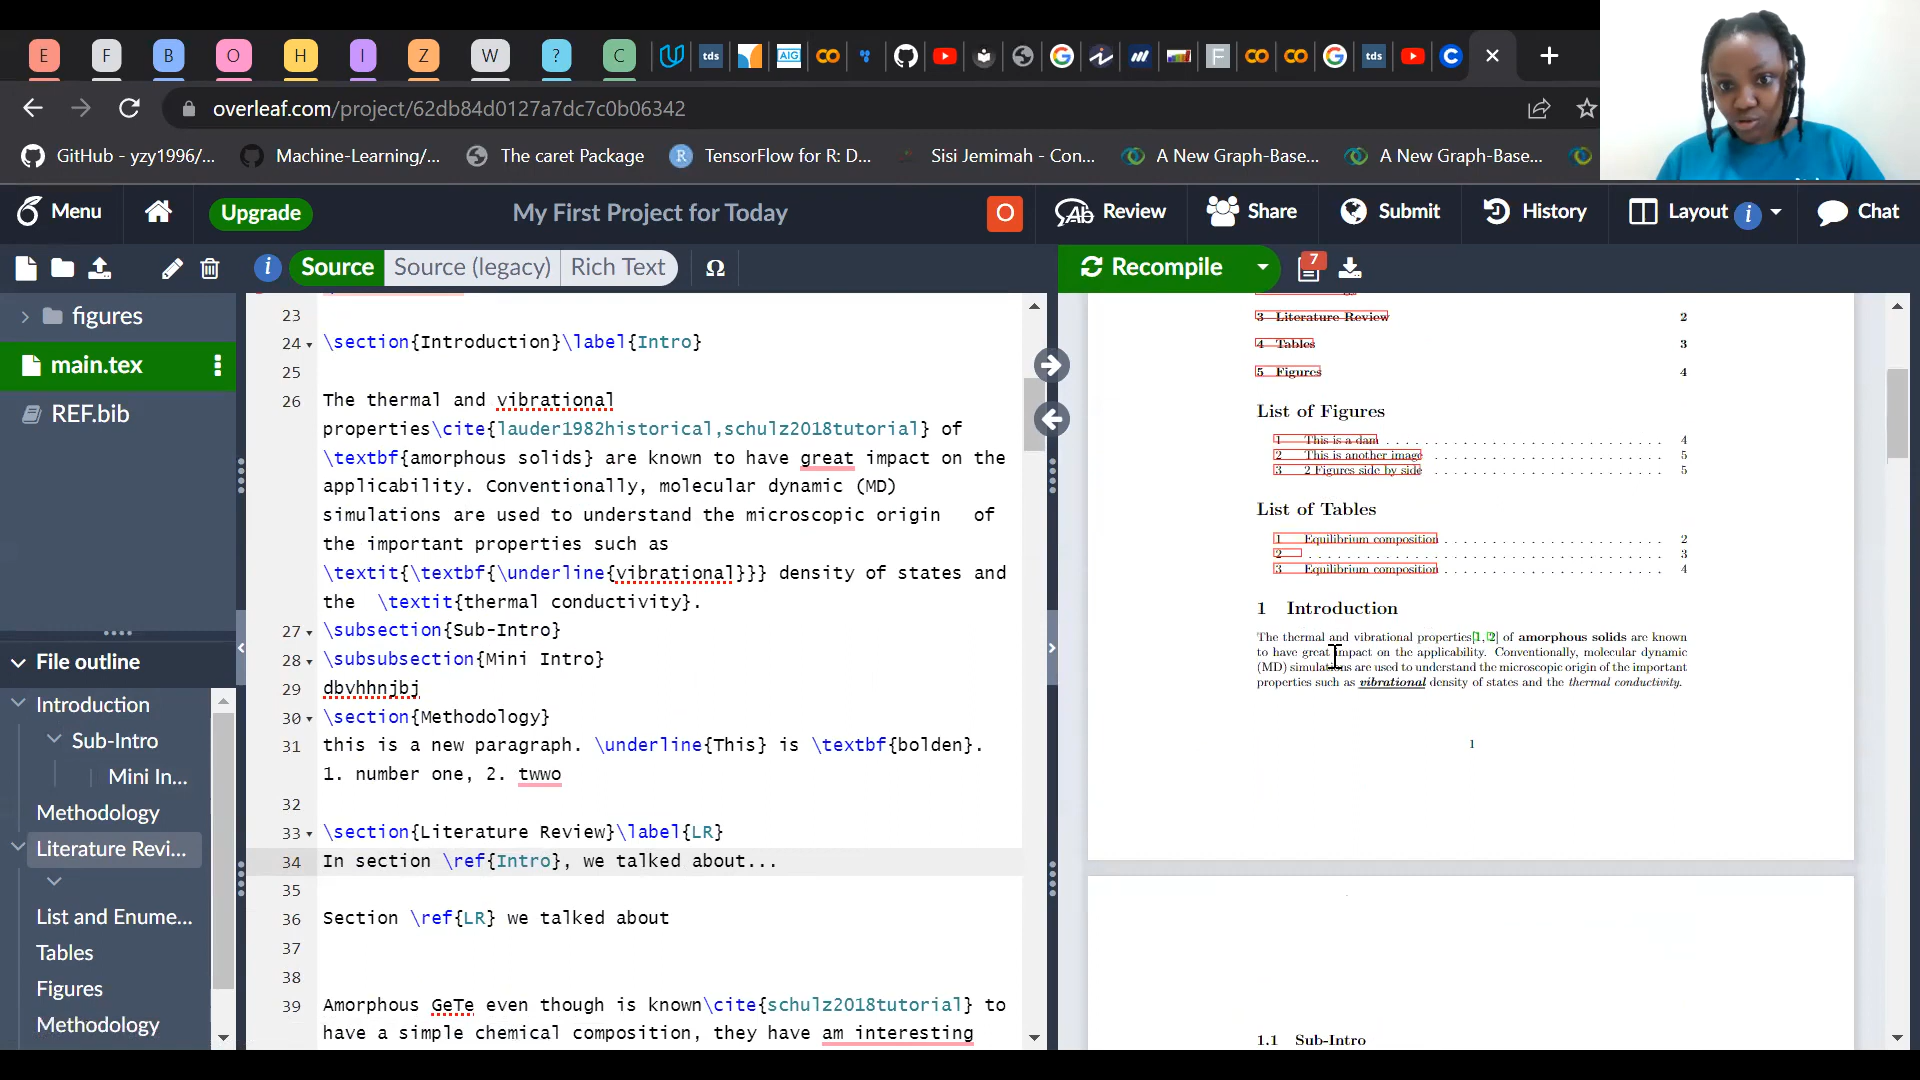 E F B O H I Z W ? C tds AIG F tds C
overleaf.com/project/62db84d0127a7dc7c0b06342
GitHub - yzy1996/... Machine-Learning/... The caret Package TensorFlow for R: D... Sisi Jemimah - Con... A New Graph-Base... A New Graph-Base...
Menu Upgrade My First Project for Today O Review Share Submit History Layout i Chat
i Source Source (legacy) Rich Text Ω Recompile 7
figures
main.tex
REF.bib
File outline
Introduction
Sub-Intro
Mini In...
Methodology
Literature Revi...
List and Enume...
Tables
Figures
Methodology
23
24 \section{Introduction}\label{Intro}
25
26 The thermal and vibrational
properties\cite{lauder1982historical,schulz2018tutorial} of
\textbf{amorphous solids} are known to have great impact on the
applicability. Conventionally, molecular dynamic (MD)
simulations are used to understand the microscopic origin of
the important properties such as
\textit{\textbf{\underline{vibrational}}} density of states and
the \textit{thermal conductivity}.
27 \subsection{Sub-Intro}
28 \subsubsection{Mini Intro}
29 dbvhhnjbj
30 \section{Methodology}
31 this is a new paragraph. \underline{This} is \textbf{bolden}.
1. number one, 2. twwo
32
33 \section{Literature Review}\label{LR}
34 In section \ref{Intro}, we talked about...
35
36 Section \ref{LR} we talked about
37
38
39 Amorphous GeTe even though is known\cite{schulz2018tutorial} to
have a simple chemical composition, they have am interesting
3 Literature Review 2
4 Tables 3
5 Figures 4
List of Figures
1 This is a dam 4
2 This is another image 5
3 2 Figures side by side 5
List of Tables
1 Equilibrium composition 2
2 3
3 Equilibrium composition 4
1 Introduction
The thermal and vibrational properties[1, 2] of amorphous solids are known
to have great impact on the applicability. Conventionally, molecular dynamic
(MD) simulations are used to understand the microscopic origin of the important
properties such as vibrational density of states and the thermal conductivity.
1
1.1 Sub-Intro